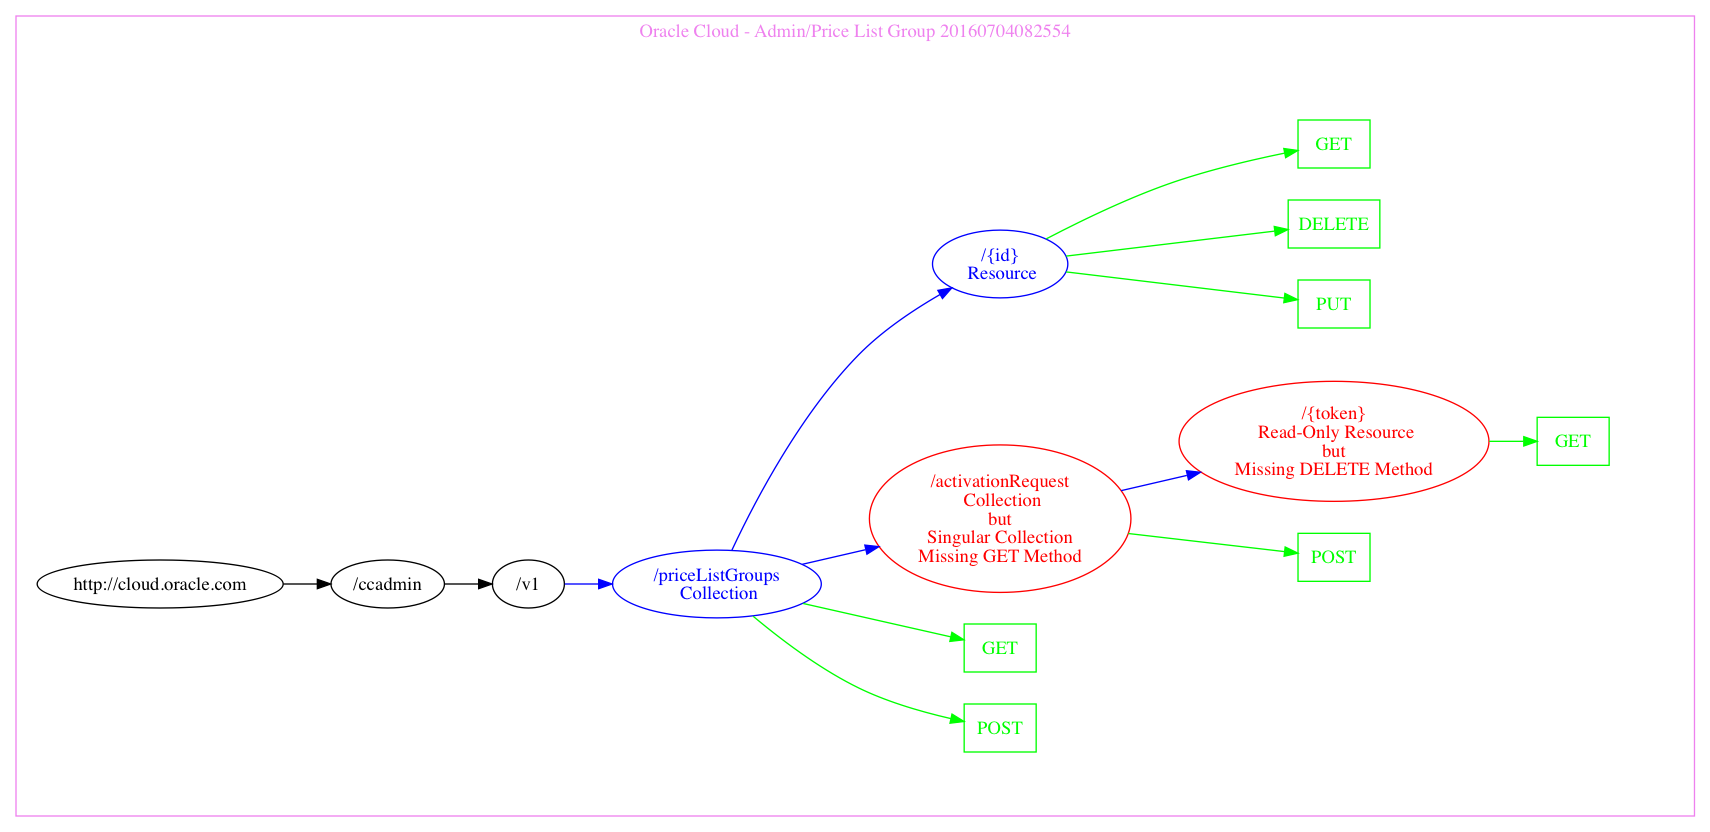 Oracle Cloud - Admin/Price List Group 20160704082554
http://cloud.oracle.com
/ccadmin
/v1
/priceListGroups
Collection
/{id}
Resource
GET
DELETE
PUT
/activationRequest
Collection
but
Singular Collection
Missing GET Method
/{token}
Read-Only Resource
but
Missing DELETE Method
GET
POST
GET
POST